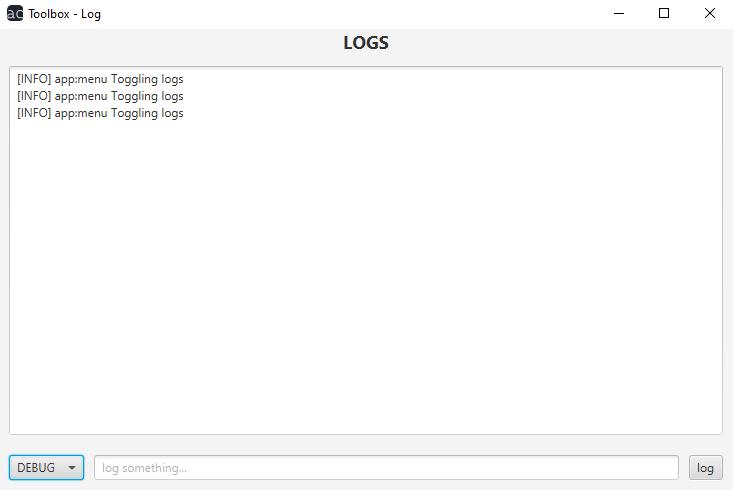 ac Toolbox - Log
LOGS
[INFO] app:menu Toggling logs
[INFO] app:menu Toggling logs
[INFO] app:menu Toggling logs
DEBUG log something... log